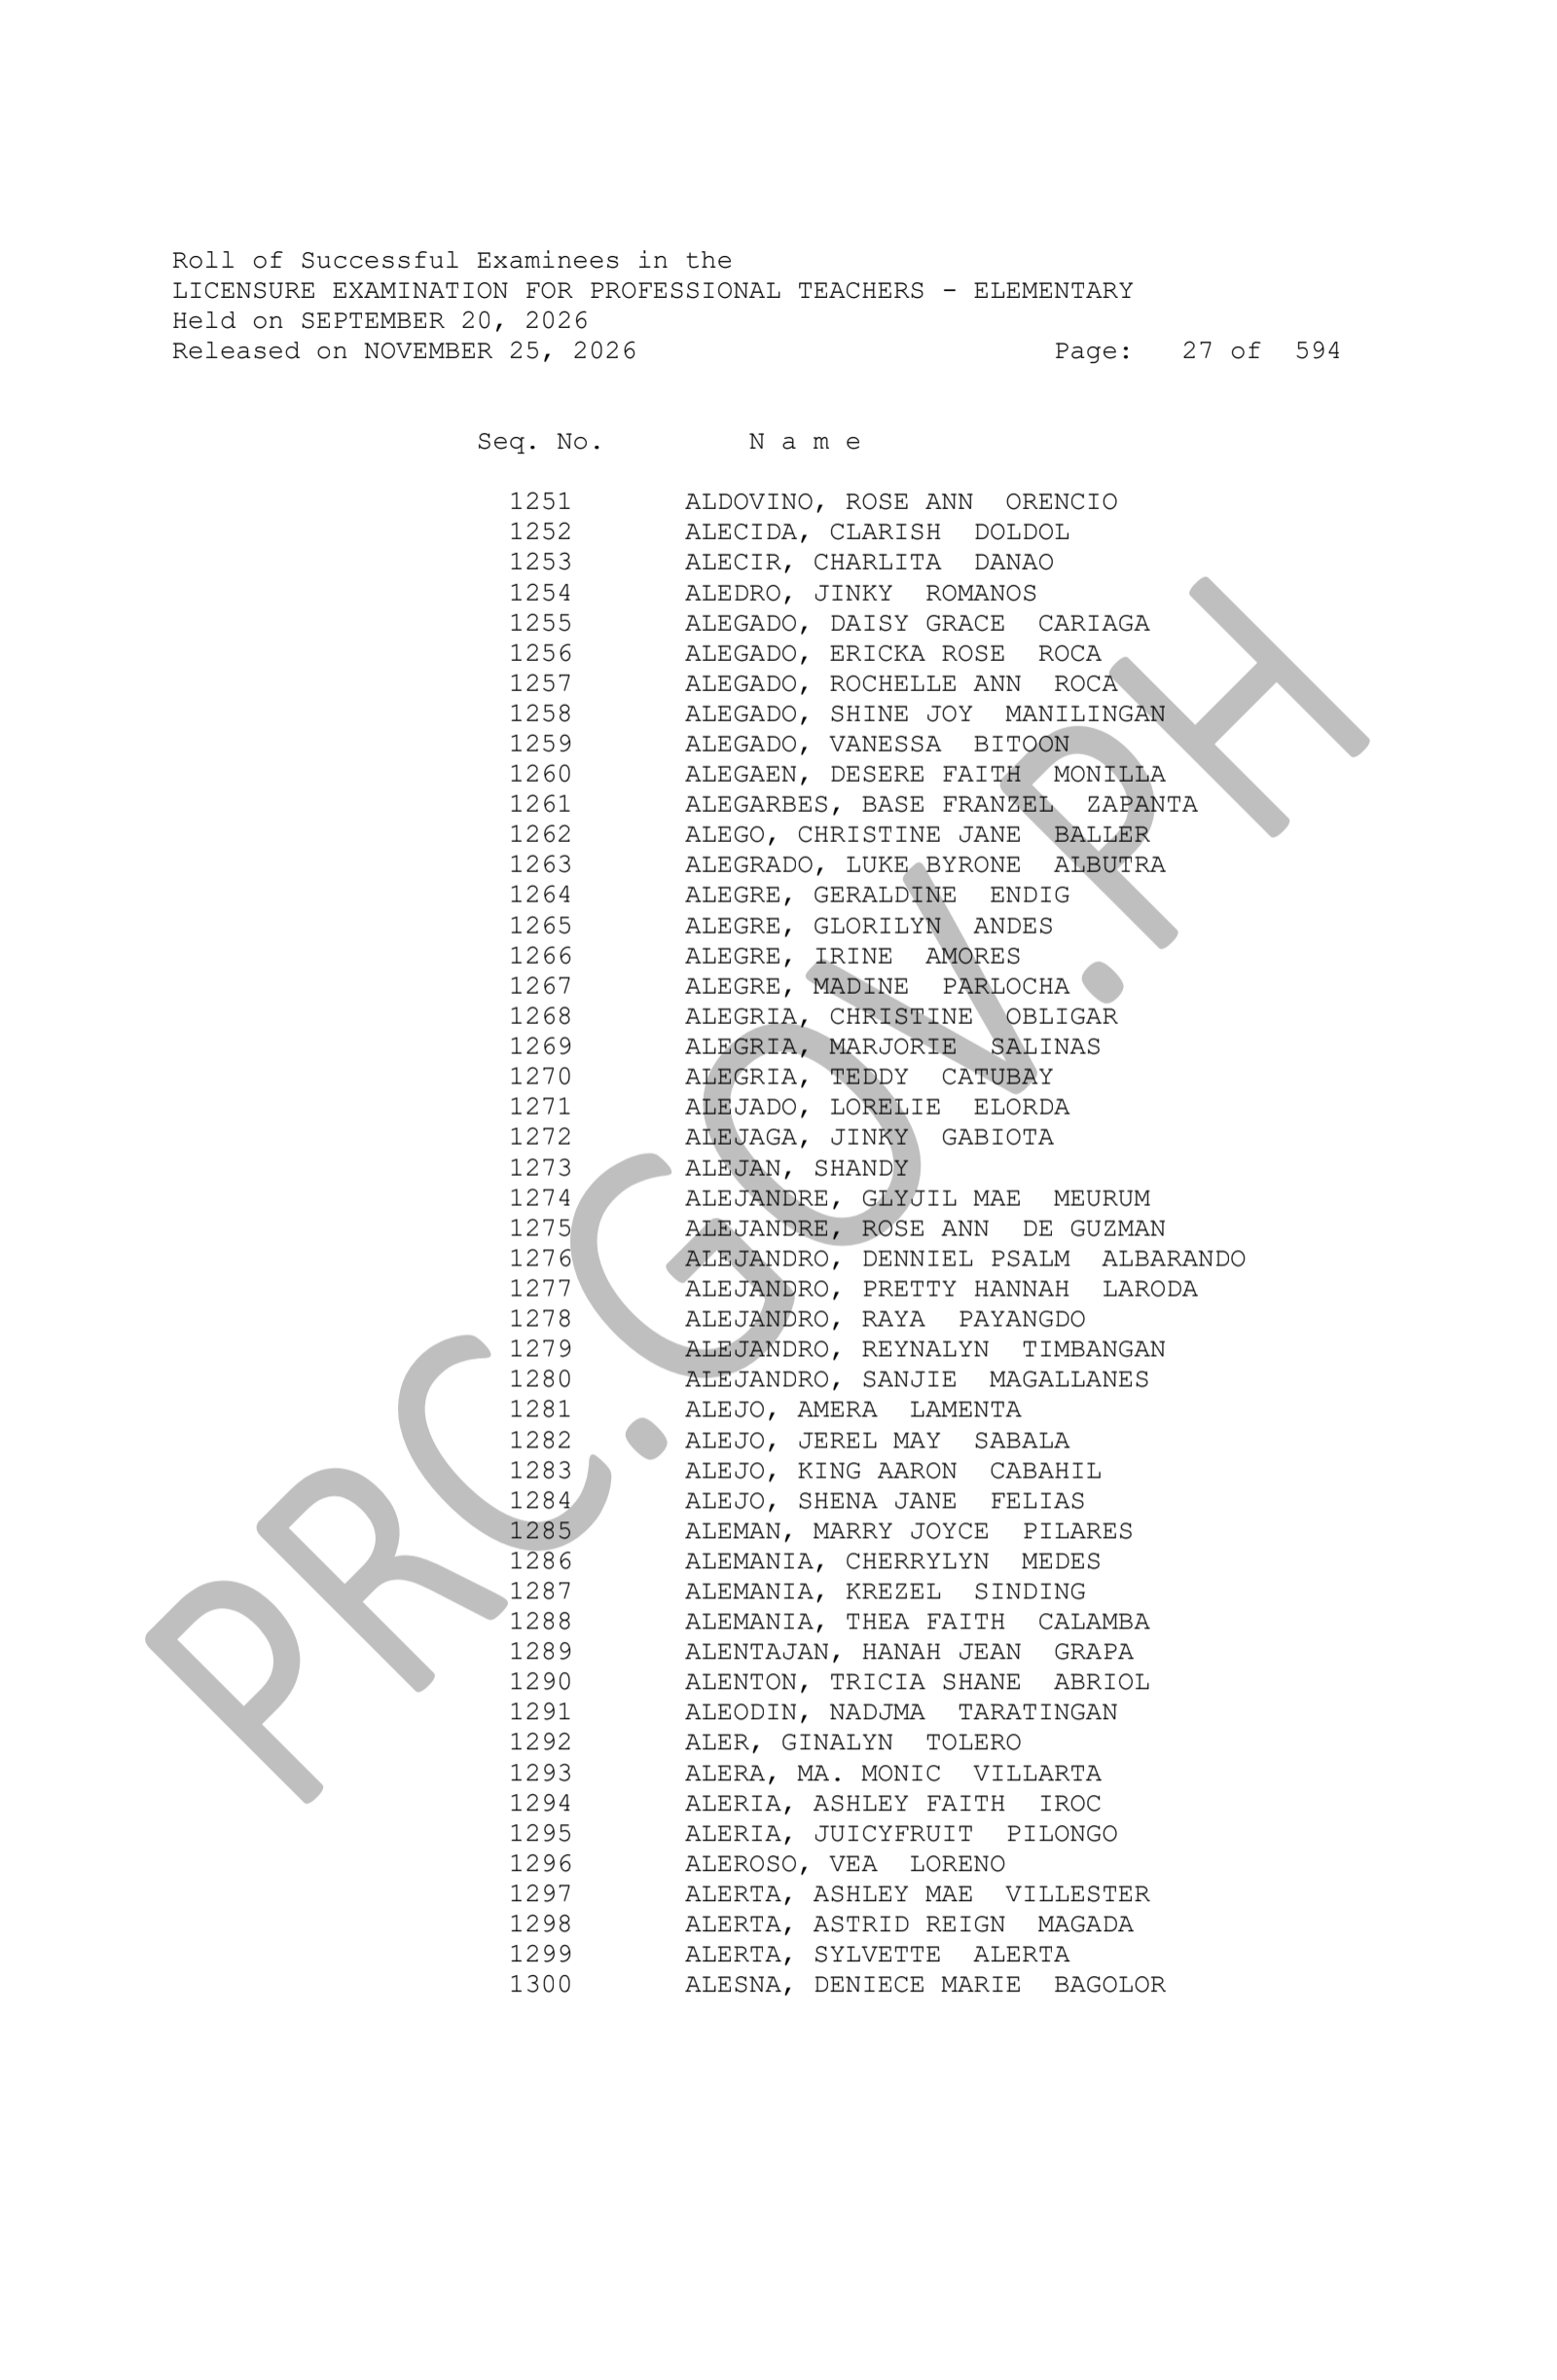 Roll of Successful Examinees in the
LICENSURE EXAMINATION FOR PROFESSIONAL TEACHERS - ELEMENTARY
Held on SEPTEMBER 20, 2026
Released on NOVEMBER 25, 2026 Page: 27 of 594
Seq. No. N a m e
1251 ALDOVINO, ROSE ANN ORENCIO
1252 ALECIDA, CLARISH DOLDOL
1253 ALECIR, CHARLITA DANAO
1254 ALEDRO, JINKY ROMANOS
1255 ALEGADO, DAISY GRACE CARIAGA
1256 ALEGADO, ERICKA ROSE ROCA
1257 ALEGADO, ROCHELLE ANN ROCA
1258 ALEGADO, SHINE JOY MANILINGAN
1259 ALEGADO, VANESSA BITOON
1260 ALEGAEN, DESERE FAITH MONILLA
1261 ALEGARBES, BASE FRANZEL ZAPANTA
1262 ALEGO, CHRISTINE JANE BALLER
1263 ALEGRADO, LUKE BYRONE ALBUTRA
1264 ALEGRE, GERALDINE ENDIG
1265 ALEGRE, GLORILYN ANDES
1266 ALEGRE, IRINE AMORES
1267 ALEGRE, MADINE PARLOCHA
1268 ALEGRIA, CHRISTINE OBLIGAR
1269 ALEGRIA, MARJORIE SALINAS
1270 ALEGRIA, TEDDY CATUBAY
1271 ALEJADO, LORELIE ELORDA
1272 ALEJAGA, JINKY GABIOTA
1273 ALEJAN, SHANDY
1274 ALEJANDRE, GLYJIL MAE MEURUM
1275 ALEJANDRE, ROSE ANN DE GUZMAN
1276 ALEJANDRO, DENNIEL PSALM ALBARANDO
1277 ALEJANDRO, PRETTY HANNAH LARODA
1278 ALEJANDRO, RAYA PAYANGDO
1279 ALEJANDRO, REYNALYN TIMBANGAN
1280 ALEJANDRO, SANJIE MAGALLANES
1281 ALEJO, AMERA LAMENTA
1282 ALEJO, JEREL MAY SABALA
1283 ALEJO, KING AARON CABAHIL
1284 ALEJO, SHENA JANE FELIAS
1285 ALEMAN, MARRY JOYCE PILARES
1286 ALEMANIA, CHERRYLYN MEDES
1287 ALEMANIA, KREZEL SINDING
1288 ALEMANIA, THEA FAITH CALAMBA
1289 ALENTAJAN, HANAH JEAN GRAPA
1290 ALENTON, TRICIA SHANE ABRIOL
1291 ALEODIN, NADJMA TARATINGAN
1292 ALER, GINALYN TOLERO
1293 ALERA, MA. MONIC VILLARTA
1294 ALERIA, ASHLEY FAITH IROC
1295 ALERIA, JUICYFRUIT PILONGO
1296 ALEROSO, VEA LORENO
1297 ALERTA, ASHLEY MAE VILLESTER
1298 ALERTA, ASTRID REIGN MAGADA
1299 ALERTA, SYLVETTE ALERTA
1300 ALESNA, DENIECE MARIE BAGOLOR
PRC.GOV.PH